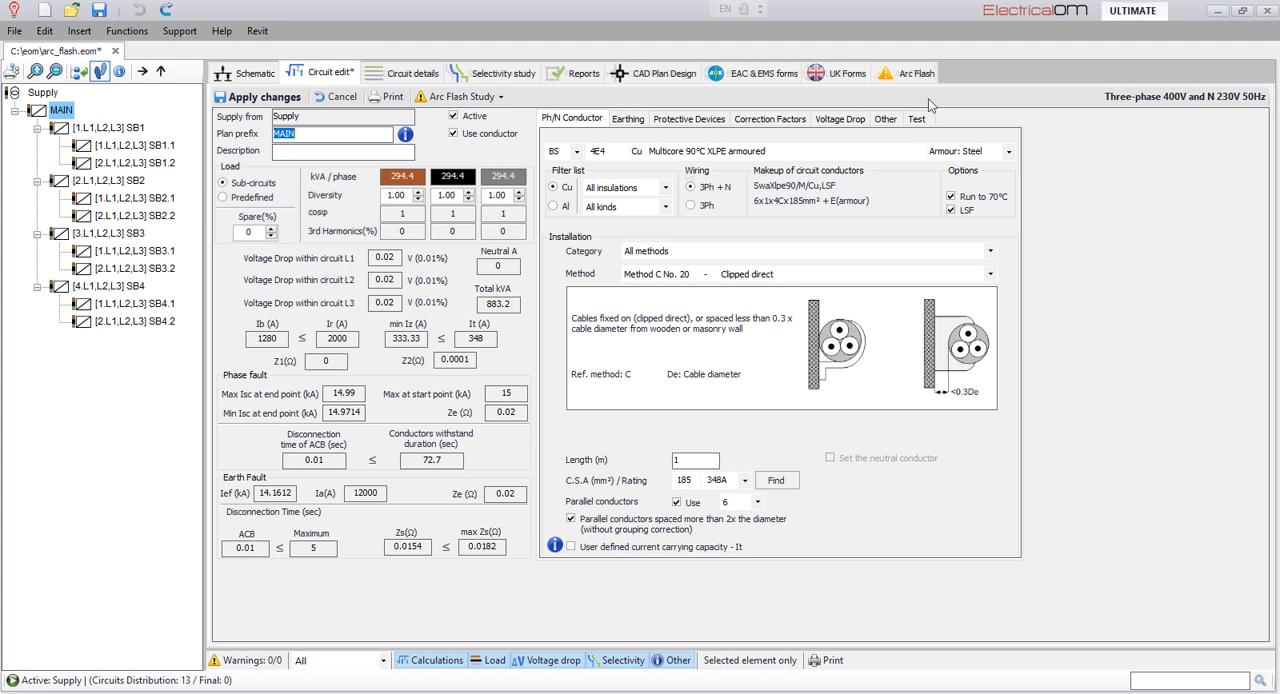 EN
ElectricalOM
ULTIMATE
File Edit Insert Functions Support Help Revit
C:\eom\arc_flash.eom*
Schematic Circuit edit* Circuit details Selectivity study Reports CAD Plan Design EAC & EMS forms UK Forms Arc Flash
Apply changes Cancel Print Arc Flash Study
Three-phase 400V and N 230V 50Hz
Supply
MAIN
[1.L1,L2,L3] SB1
[1.L1,L2,L3] SB1.1
[2.L1,L2,L3] SB1.2
[2.L1,L2,L3] SB2
[1.L1,L2,L3] SB2.1
[2.L1,L2,L3] SB2.2
[3.L1,L2,L3] SB3
[1.L1,L2,L3] SB3.1
[2.L1,L2,L3] SB3.2
[4.L1,L2,L3] SB4
[1.L1,L2,L3] SB4.1
[2.L1,L2,L3] SB4.2
Supply from Supply Active
Plan prefix MAIN Use conductor
Description
Load
Sub-circuits
Predefined
Spare(%)
0
kVA / phase 294.4 294.4 294.4
Diversity 1.00 1.00 1.00
cosφ 1 1 1
3rd Harmonics(%) 0 0 0
Voltage Drop within circuit L1 0.02 V (0.01%)
Voltage Drop within circuit L2 0.02 V (0.01%)
Voltage Drop within circuit L3 0.02 V (0.01%)
Neutral A
0
Total kVA
883.2
Ib (A) Ir (A) min Iz (A) It (A)
1280 ≤ 2000 333.33 ≤ 348
Z1(Ω) 0 Z2(Ω) 0.0001
Phase fault
Max Isc at end point (kA) 14.99 Max at start point (kA) 15
Min Isc at end point (kA) 14.9714 Ze (Ω) 0.02
Disconnection time of ACB (sec) Conductors withstand duration (sec)
0.01 ≤ 72.7
Earth Fault
Ief (kA) 14.1612 Ia(A) 12000 Ze (Ω) 0.02
Disconnection Time (sec)
ACB Maximum Zs(Ω) max Zs(Ω)
0.01 ≤ 5 0.0154 ≤ 0.0182
Ph/N Conductor Earthing Protective Devices Correction Factors Voltage Drop Other Test
BS 4E4 Cu Multicore 90°C XLPE armoured Armour: Steel
Filter list Wiring Makeup of circuit conductors Options
Cu All insulations 3Ph + N SwaXlpe90/M/Cu,LSF Run to 70°C
Al All kinds 3Ph 6x1x4Cx185mm² + E(armour) LSF
Installation
Category All methods
Method Method C No. 20 - Clipped direct
Cables fixed on (clipped direct), or spaced less than 0.3 x
cable diameter from wooden or masonry wall
Ref. method: C De: Cable diameter
<0.3De
Length (m) 1 Set the neutral conductor
C.S.A (mm²) / Rating 185 348A Find
Parallel conductors Use 6
Parallel conductors spaced more than 2x the diameter
(without grouping correction)
User defined current carrying capacity - It
Warnings: 0/0 All Calculations Load Voltage drop Selectivity Other Selected element only Print
Active: Supply | (Circuits Distribution: 13 / Final: 0)